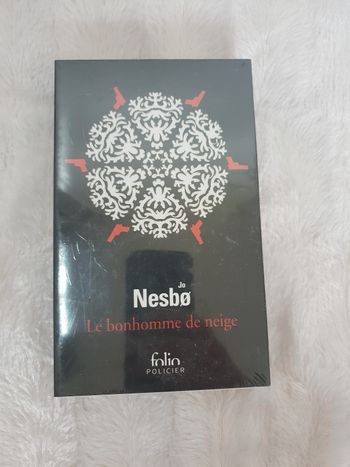 Jo
Nesbø
Le bonhomme de neige
folio
POLICIER